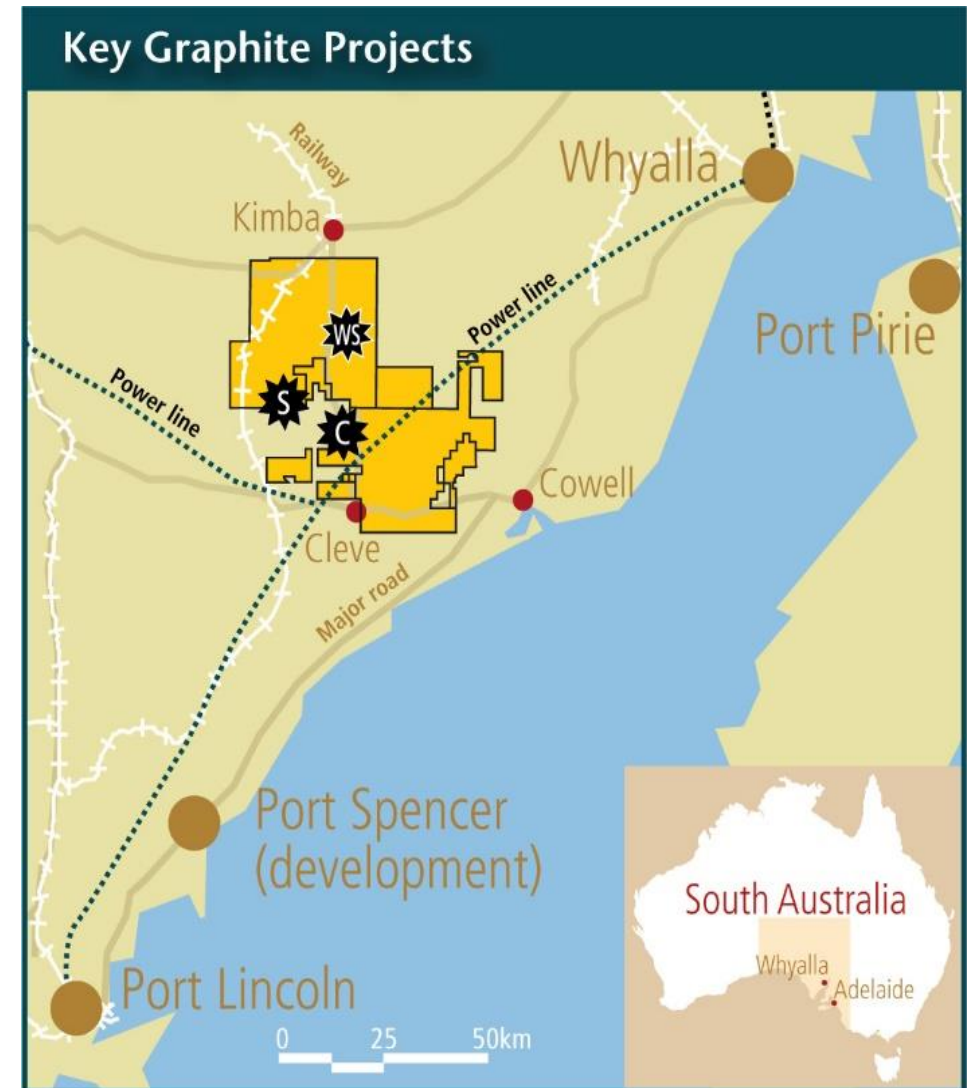 Key Graphite Projects
Railway
Whyalla
Kimba
Port Pirie
Power line
WS
Power line
S
C
Cowell
Cleve
Major road
Port Spencer
(development)
South Australia
Whyalla
Adelaide
Port Lincoln
0 25 50km